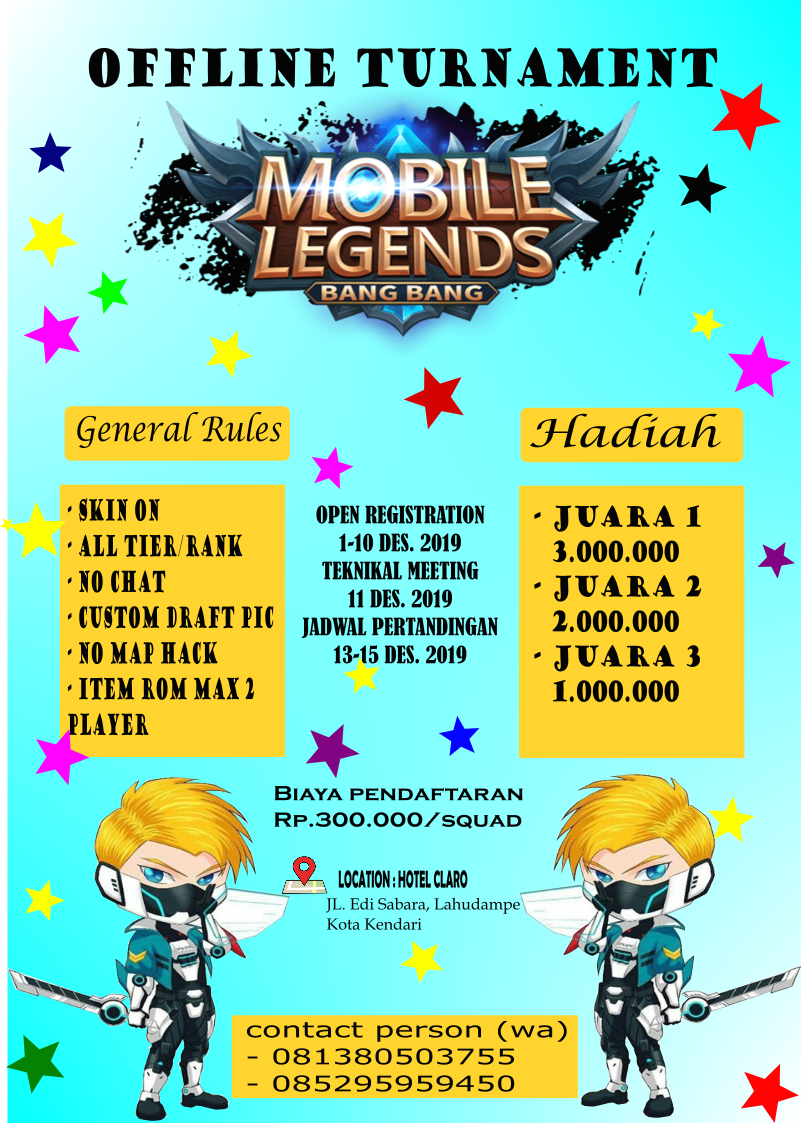 OFFLINE TURNAMENT
MOBILE
LEGENDS
BANG BANG
General Rules
· SKIN ON
· ALL TIER/RANK
· NO CHAT
· CUSTOM DRAFT PIC
· NO MAP HACK
· ITEM ROM MAX 2
PLAYER
OPEN REGISTRATION
1-10 DES. 2019
TEKNIKAL MEETING
11 DES. 2019
JADWAL PERTANDINGAN
13-15 DES. 2019
Hadiah
· JUARA 1
3.000.000
· JUARA 2
2.000.000
· JUARA 3
1.000.000
BIAYA PENDAFTARAN
RP.300.000/SQUAD
LOCATION : HOTEL CLARO
JL. Edi Sabara, Lahudampe
Kota Kendari
contact person (wa)
- 081380503755
- 085295959450